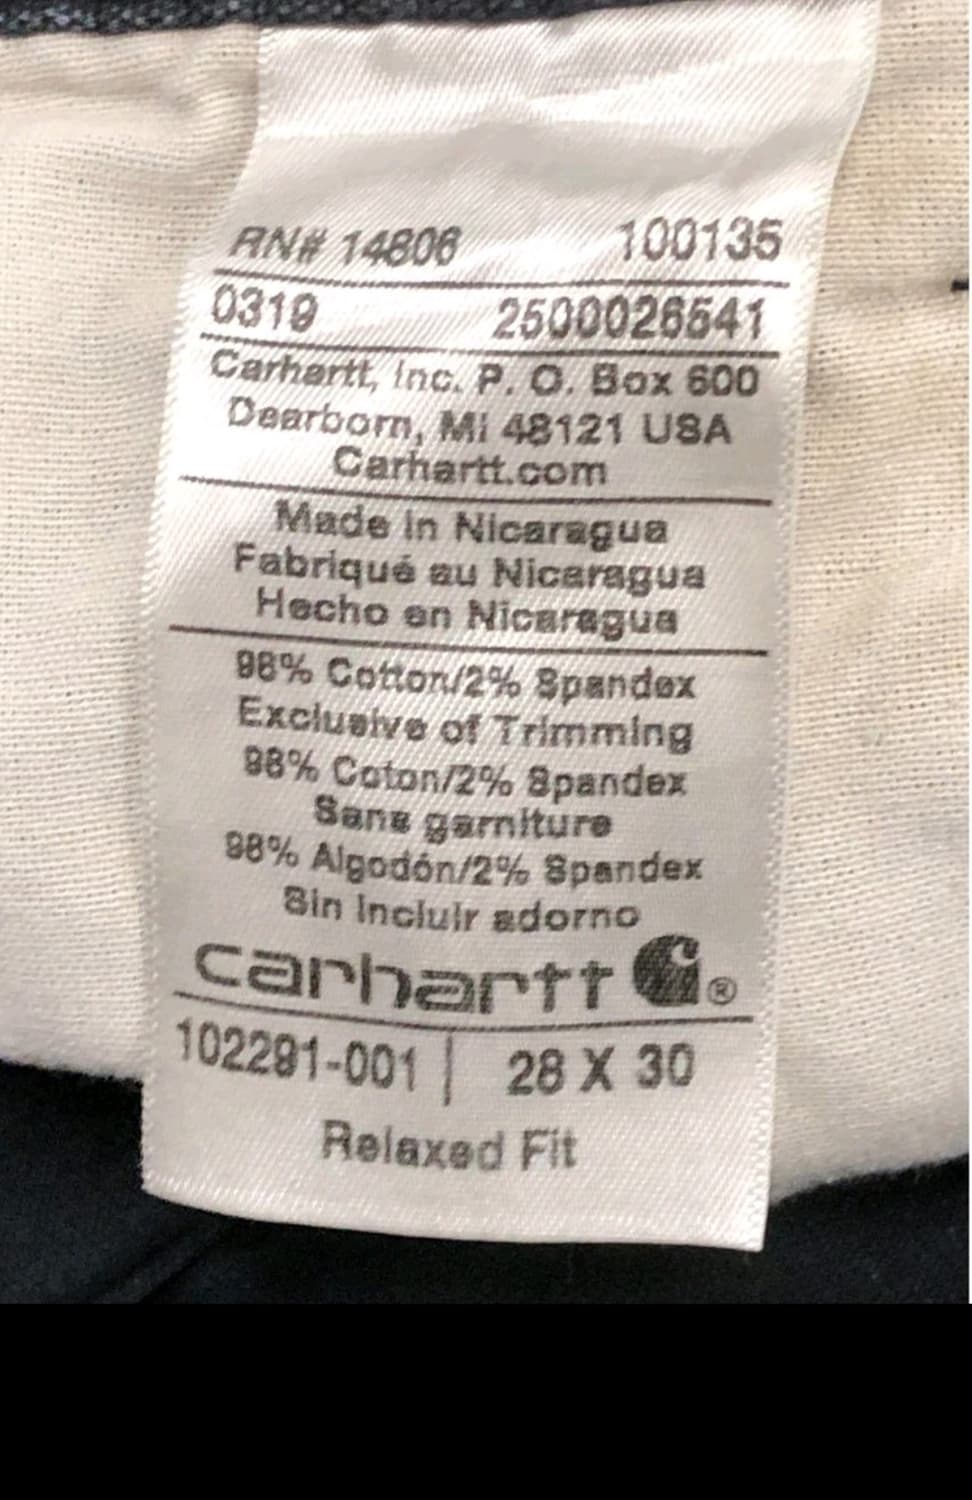 RN# 14806 100135
0319 2500026541
Carhartt, Inc. P. O. Box 600
Dearborn, MI 48121 USA
Carhartt.com
Made in Nicaragua
Fabriqué au Nicaragua
Hecho en Nicaragua
98% Cotton/2% Spandex
Exclusive of Trimming
98% Coton/2% Spandex
Sans garniture
98% Algodón/2% Spandex
Sin Incluir adorno
carhartt ®
102291-001 | 28 X 30
Relaxed Fit